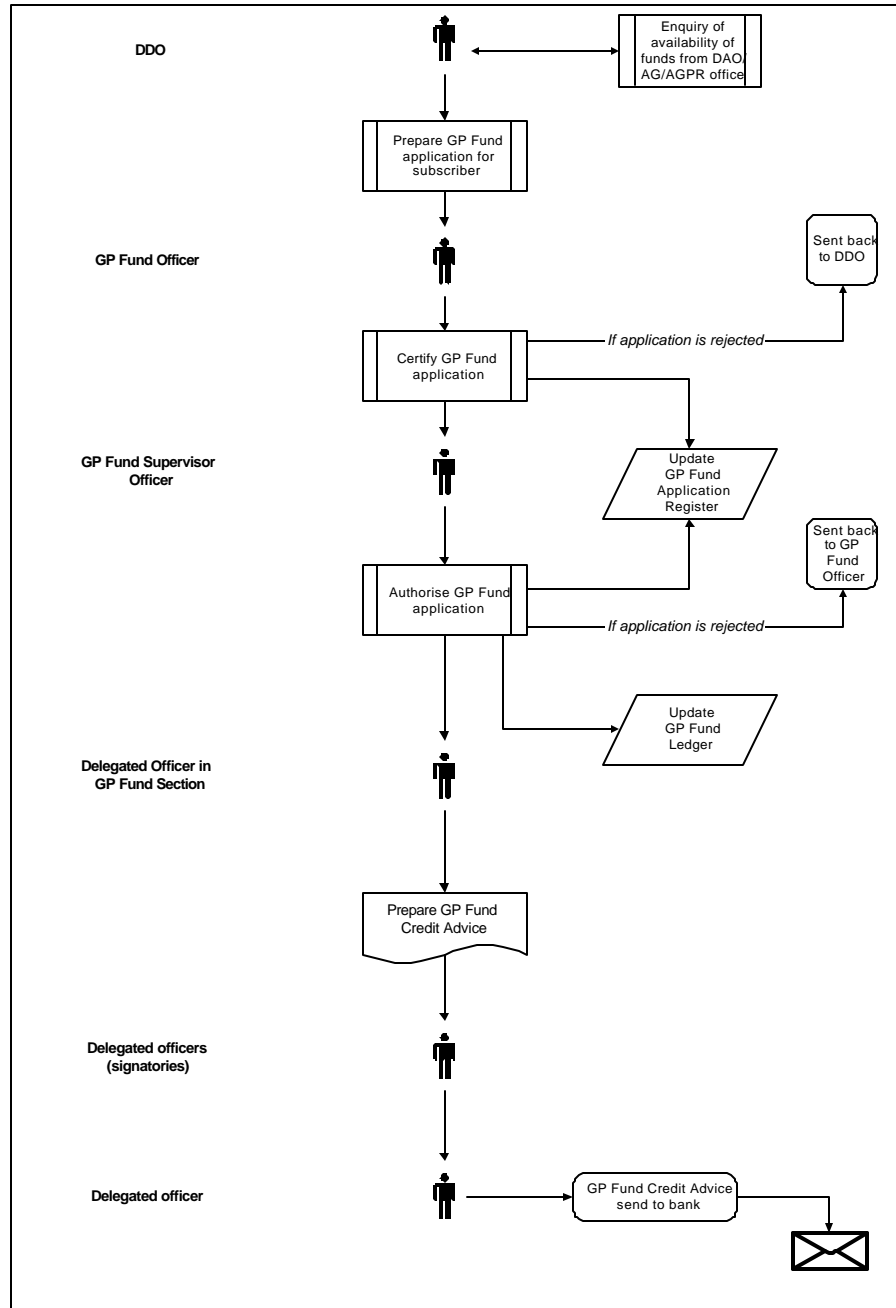 DDO
Enquiry of
availability of
funds from DAO/
AG/AGPR office
Prepare GP Fund
application for
subscriber
GP Fund Officer
Sent back
to DDO
Certify GP Fund
application
If application is rejected
GP Fund Supervisor
Officer
Update
GP Fund
Application
Register
Sent back
to GP
Fund
Officer
Authorise GP Fund
application
If application is rejected
Update
GP Fund
Ledger
Delegated Officer in
GP Fund Section
Prepare GP Fund
Credit Advice
Delegated officers
(signatories)
Delegated officer
GP Fund Credit Advice
send to bank